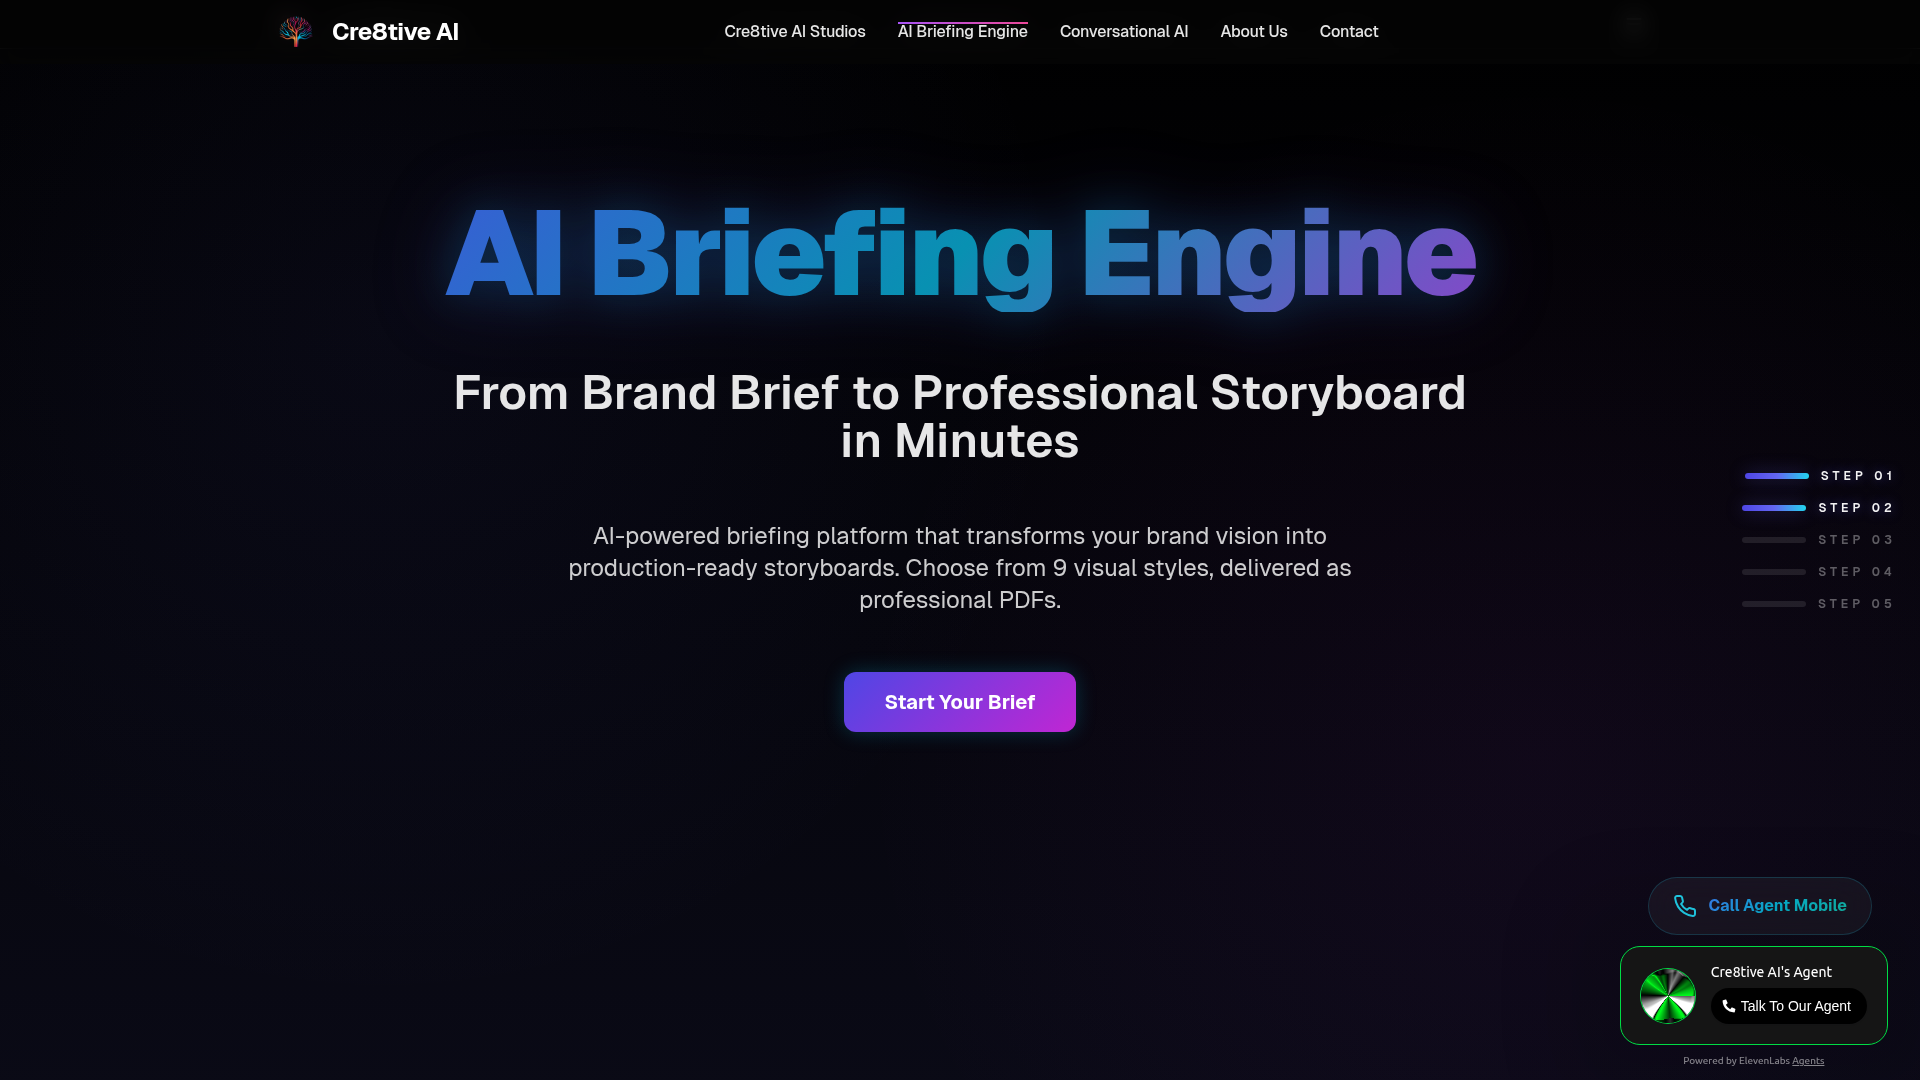 Cre8tive AI
Cre8tive AI Studios
AI Briefing Engine
Conversational AI
About Us
Contact
AI Briefing Engine
From Brand Brief to Professional Storyboard
in Minutes
AI-powered briefing platform that transforms your brand vision into
production-ready storyboards. Choose from 9 visual styles, delivered as
professional PDFs.
Start Your Brief
STEP 01
STEP 02
STEP 03
STEP 04
STEP 05
Call Agent Mobile
Cre8tive AI's Agent
Talk To Our Agent
Powered by ElevenLabs Agents